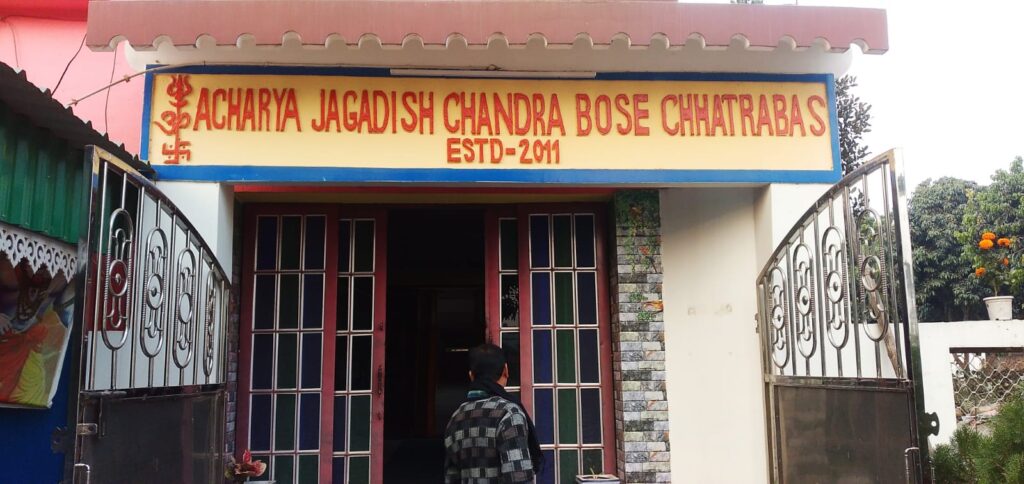 ACHARYA JAGADISH CHANDRA BOSE CHHATRABAS
ESTD-2011